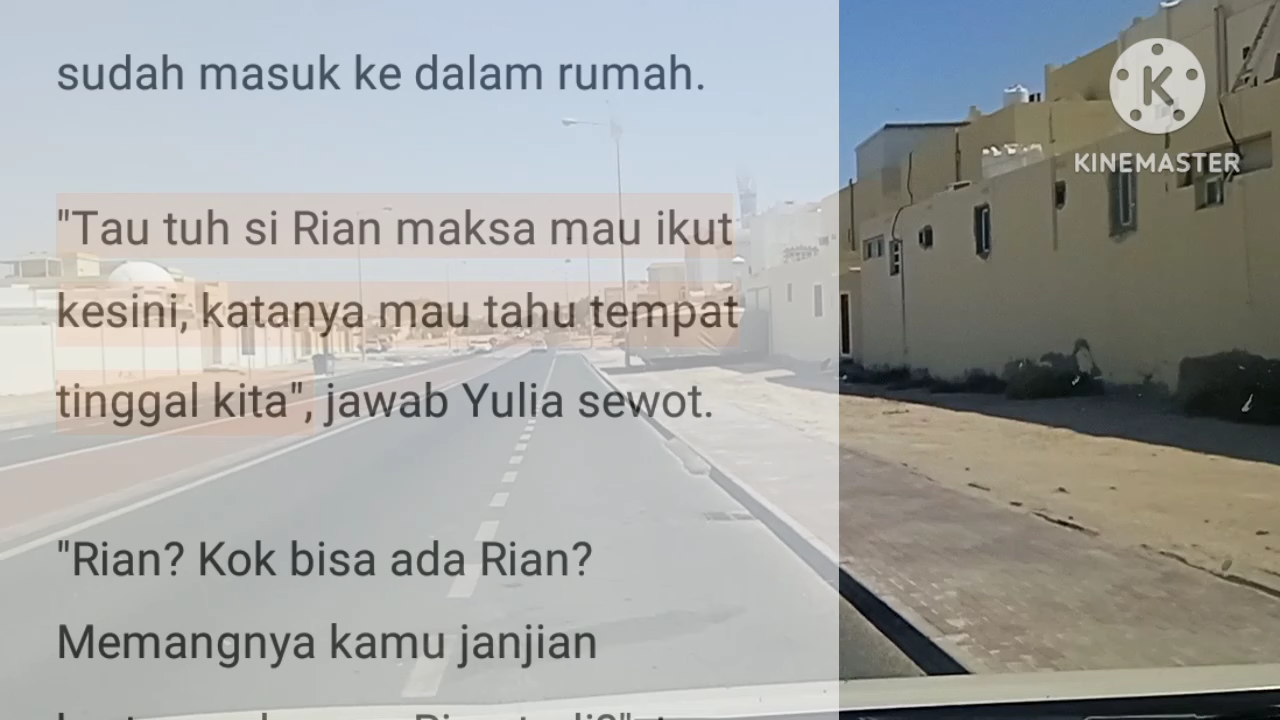 sudah masuk ke dalam rumah.
"Tau tuh si Rian maksa mau ikut
kesini, katanya mau tahu tempat
tinggal kita", jawab Yulia sewot.
"Rian? Kok bisa ada Rian?
Memangnya kamu janjian
K
KINEMASTER